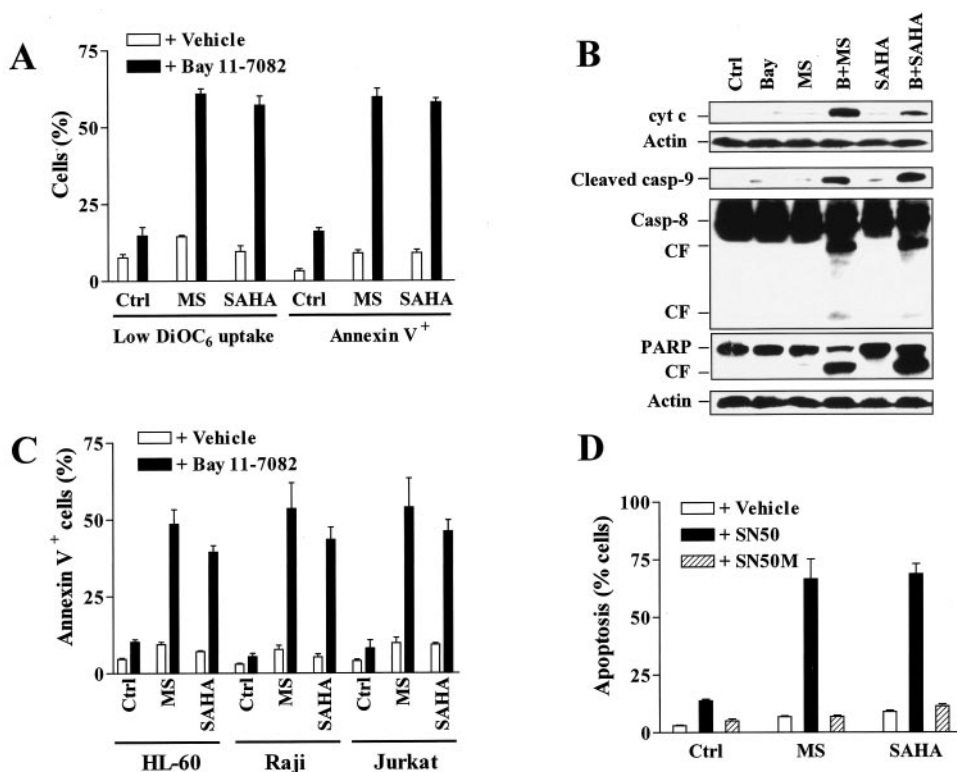 A
+ Vehicle
+ Bay 11-7082
Cells (%)
75
50
25
0
Ctrl MS SAHA Ctrl MS SAHA
Low DiOC6 uptake Annexin V+
B
Ctrl Bay MS B+MS SAHA B+SAHA
cyt c
Actin
Cleaved casp-9
Casp-8
CF
CF
PARP
CF
Actin
C
+ Vehicle
+ Bay 11-7082
Annexin V + cells (%)
75
50
25
0
Ctrl MS SAHA Ctrl MS SAHA Ctrl MS SAHA
HL-60 Raji Jurkat
D
+ Vehicle
+ SN50
+ SN50M
Apoptosis (% cells)
100
75
50
25
0
Ctrl MS SAHA